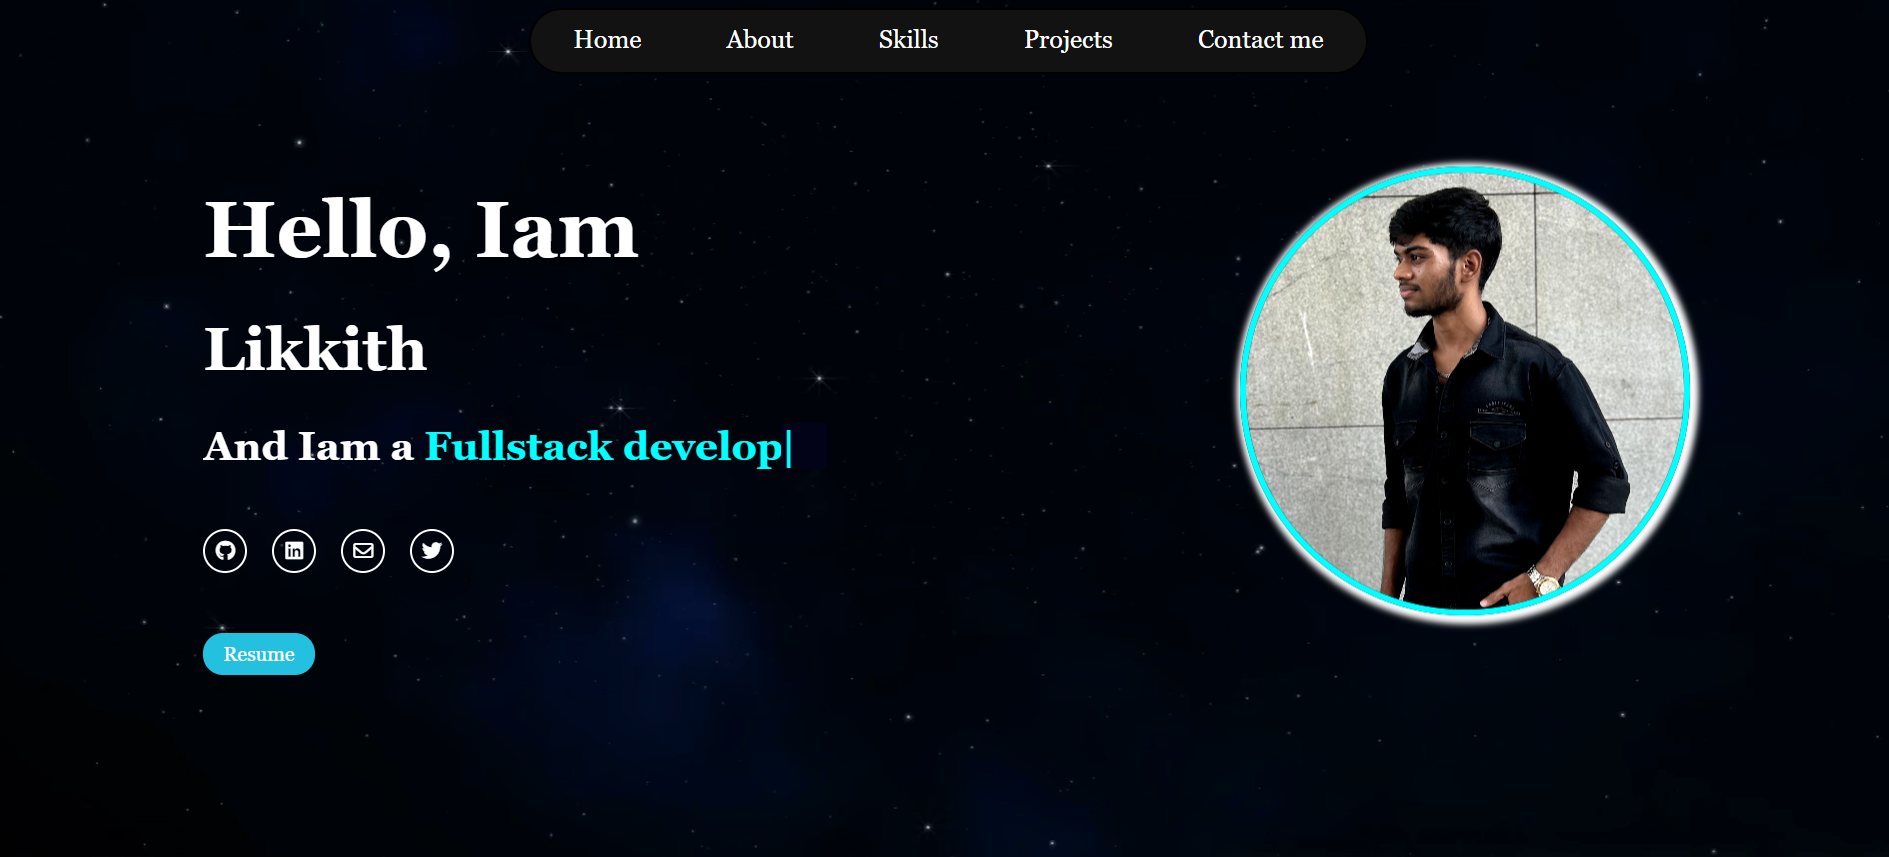 Home About Skills Projects Contact me
Hello, Iam
Likkith
And Iam a Fullstack develop|
Resume